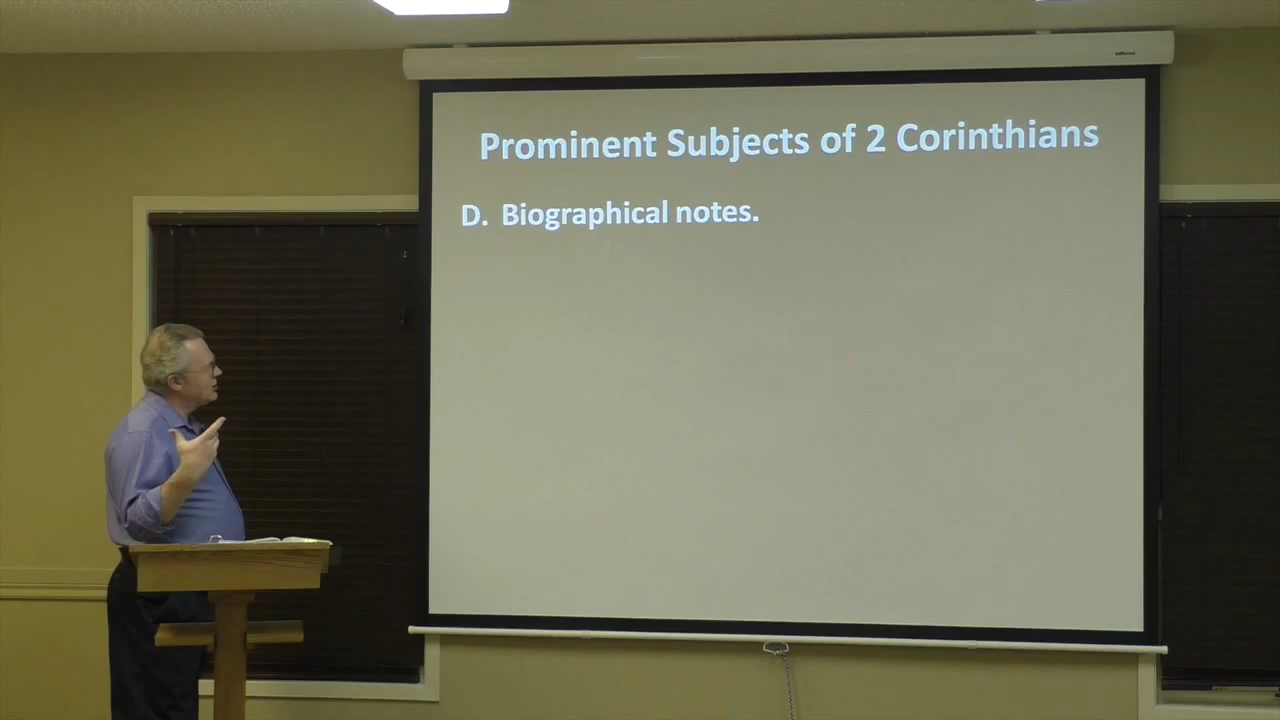 Prominent Subjects of 2 Corinthians
D. Biographical notes.